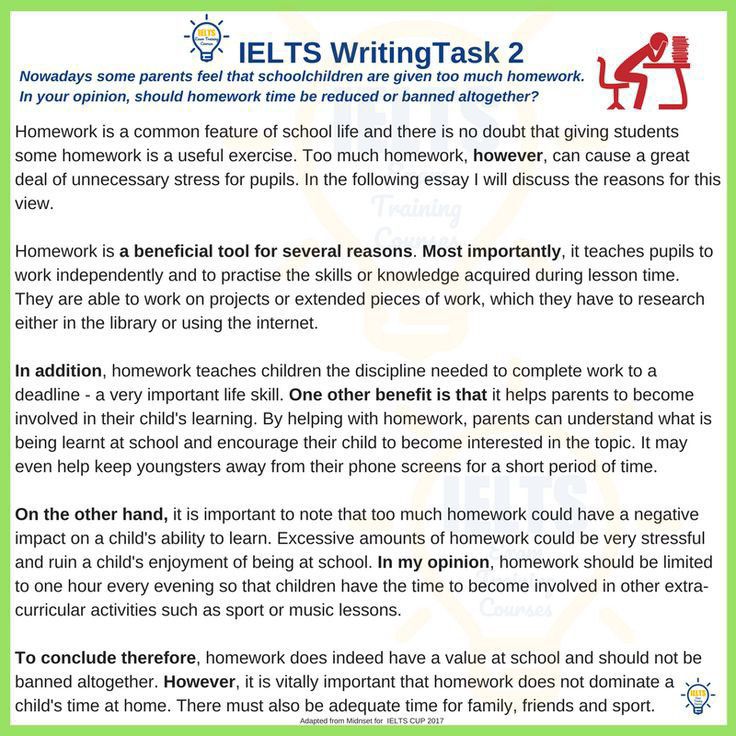 IELTS
Exam Training
Courses
IELTS WritingTask 2
Nowadays some parents feel that schoolchildren are given too much homework.
In your opinion, should homework time be reduced or banned altogether?
Homework is a common feature of school life and there is no doubt that giving students
some homework is a useful exercise. Too much homework, however, can cause a great
deal of unnecessary stress for pupils. In the following essay I will discuss the reasons for this
view.
Homework is a beneficial tool for several reasons. Most importantly, it teaches pupils to
work independently and to practise the skills or knowledge acquired during lesson time.
They are able to work on projects or extended pieces of work, which they have to research
either in the library or using the internet.
In addition, homework teaches children the discipline needed to complete work to a
deadline - a very important life skill. One other benefit is that it helps parents to become
involved in their child's learning. By helping with homework, parents can understand what is
being learnt at school and encourage their child to become interested in the topic. It may
even help keep youngsters away from their phone screens for a short period of time.
On the other hand, it is important to note that too much homework could have a negative
impact on a child's ability to learn. Excessive amounts of homework could be very stressful
and ruin a child's enjoyment of being at school. In my opinion, homework should be limited
to one hour every evening so that children have the time to become involved in other extra-
curricular activities such as sport or music lessons.
To conclude therefore, homework does indeed have a value at school and should not be
banned altogether. However, it is vitally important that homework does not dominate a
child's time at home. There must also be adequate time for family, friends and sport.
IELTS
Adapted from Midnset for IELTS CUP 2017